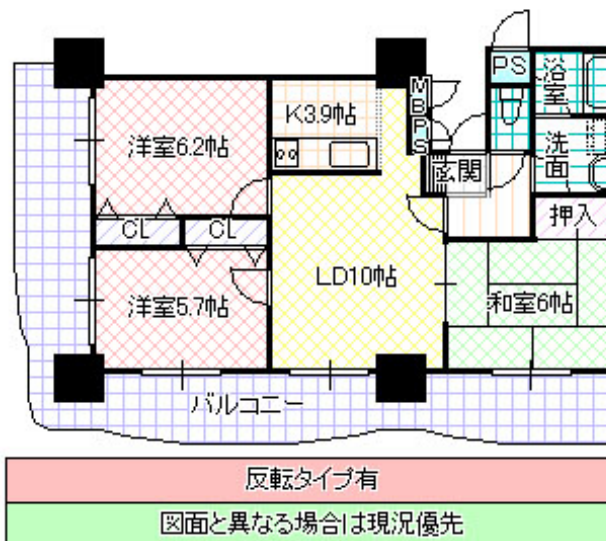 PS
浴室
MBPS
K3.9帖
洋室6.2帖
洗面
玄関
押入
CL
CL
LD10帖
和室6帖
洋室5.7帖
バルコニー
反転タイプ有
図面と異なる場合は現況優先